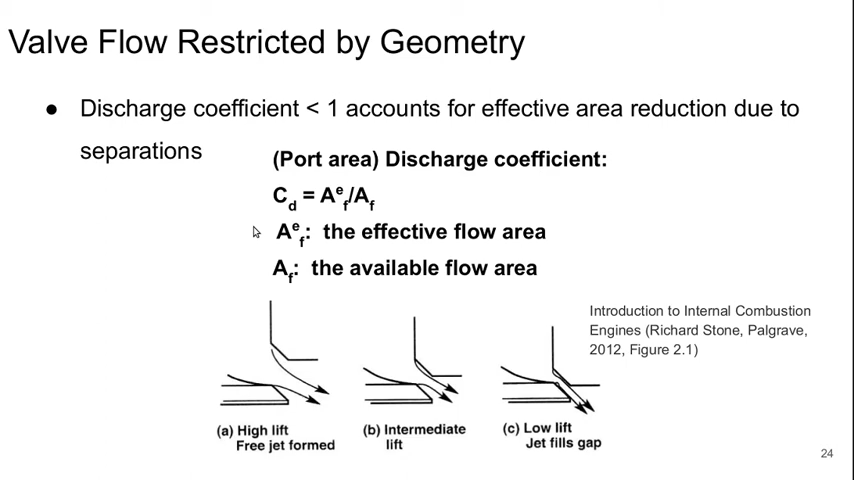 Valve Flow Restricted by Geometry
● Discharge coefficient < 1 accounts for effective area reduction due to
separations
(Port area) Discharge coefficient:
C_d = A^e_f/A_f
A^e_f: the effective flow area
A_f: the available flow area
Introduction to Internal Combustion
Engines (Richard Stone, Palgrave,
2012, Figure 2.1)
(a) High lift
Free jet formed
(b) Intermediate
lift
(c) Low lift
Jet fills gap
24